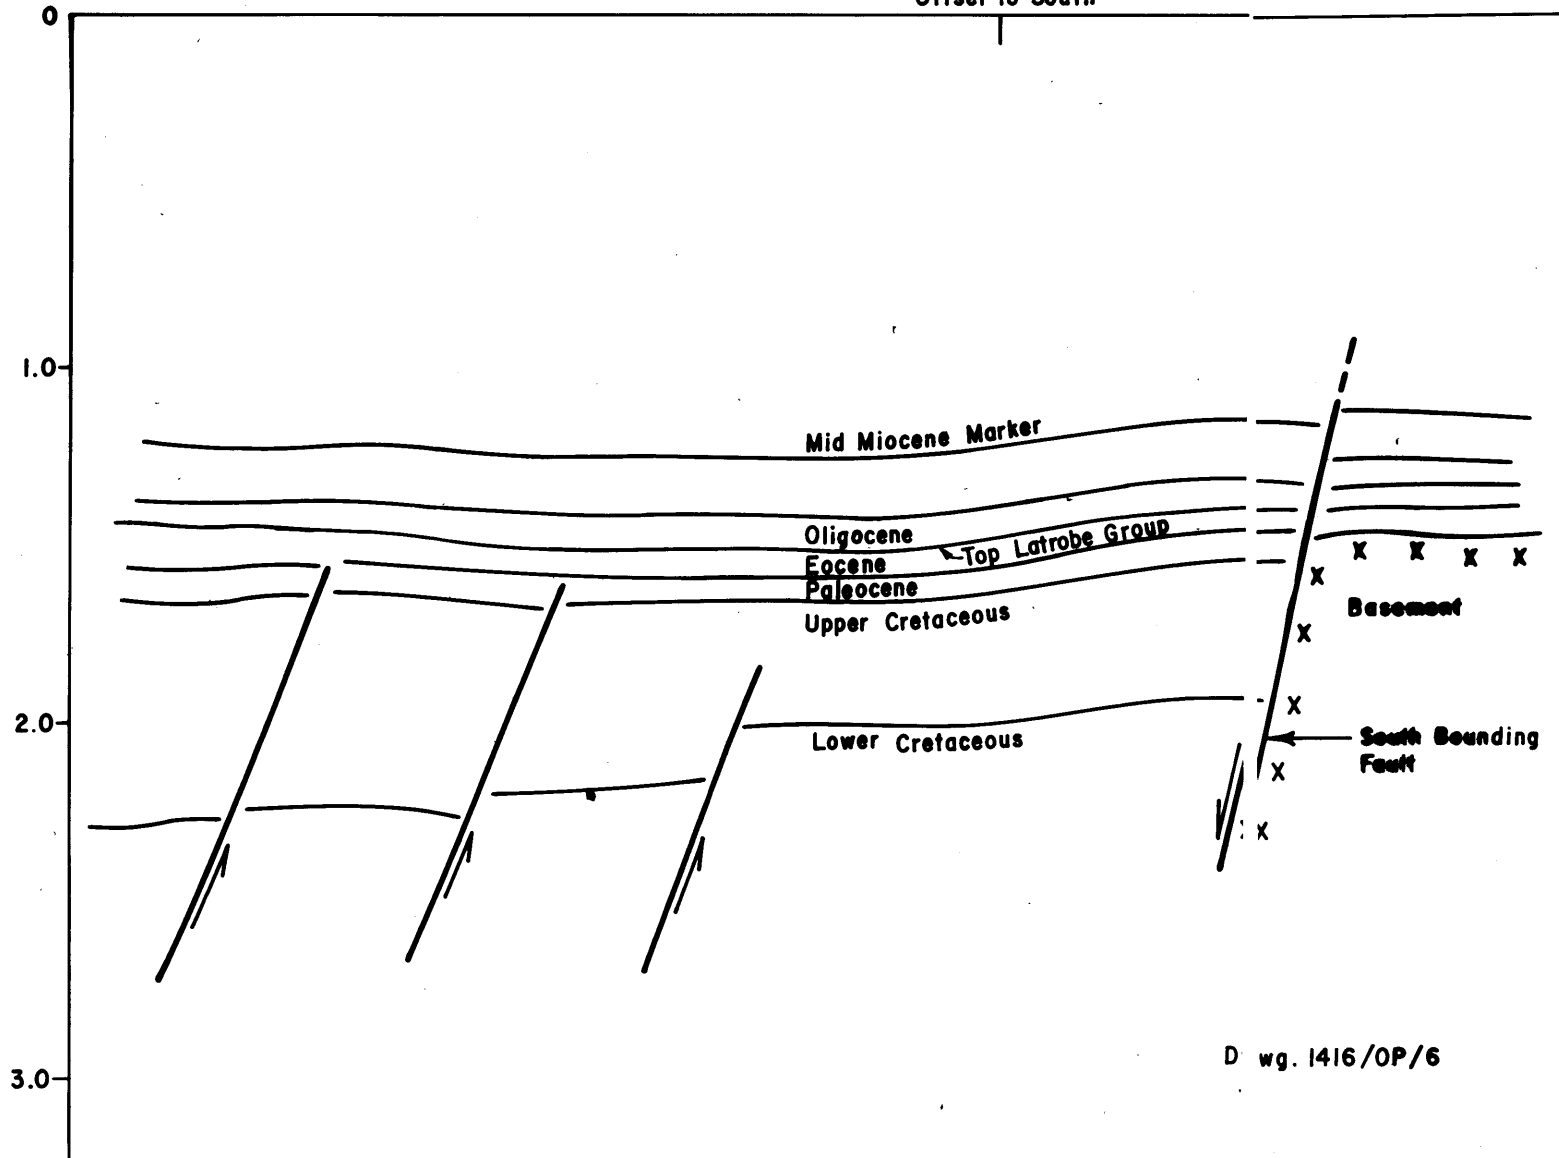 0
1.0
Mid Miocene Marker
Oligocene
Top Latrobe Group
Eocene
Paleocene
Upper Cretaceous
Basement
2.0
Lower Cretaceous
South Bounding
Fault
D wg. 1416/OP/6
3.0